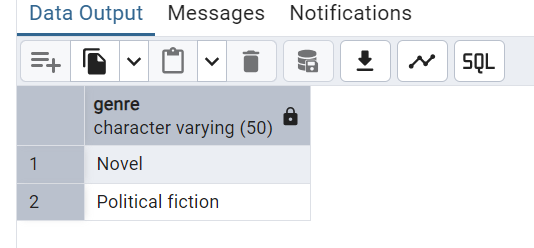 Data Output Messages Notifications
SQL
genre
character varying (50)
1 Novel
2 Political fiction